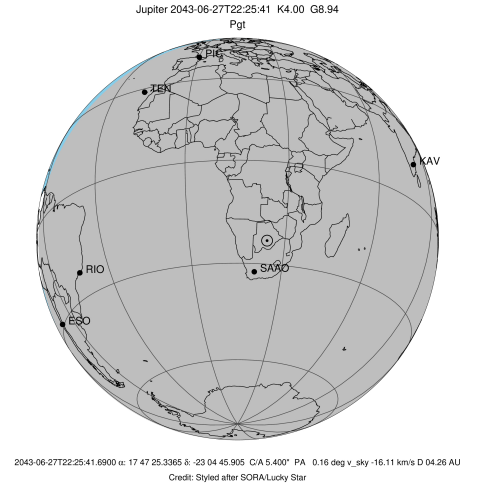 Jupiter 2043-06-27T22:25:41 K4.00 G8.94
Pgt
PIC
TEN
KAV
RIO
SAAO
ESO
2043-06-27T22:25:41.6900 α: 17 47 25.3365 δ: -23 04 45.905 C/A 5.400" PA 0.16 deg v_sky -16.11 km/s D 04.26 AU
Credit: Styled after SORA/Lucky Star